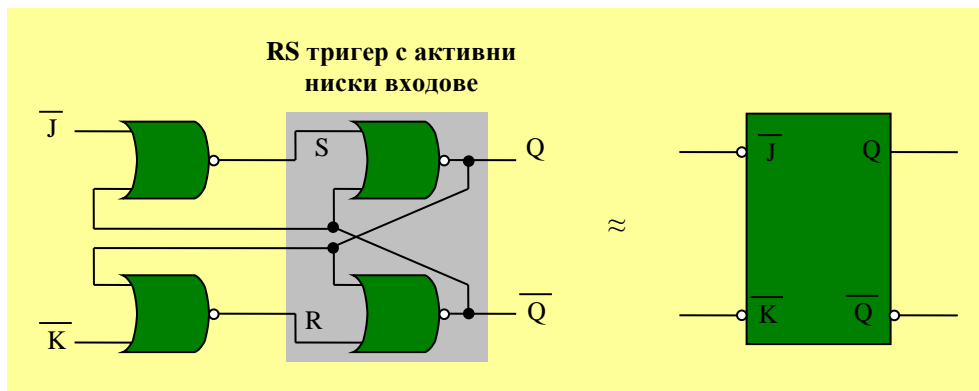 RS тригер с активни
ниски входове
J̅
S
Q
J̅
Q
≈
K̅
R
Q̅
K̅
Q̅